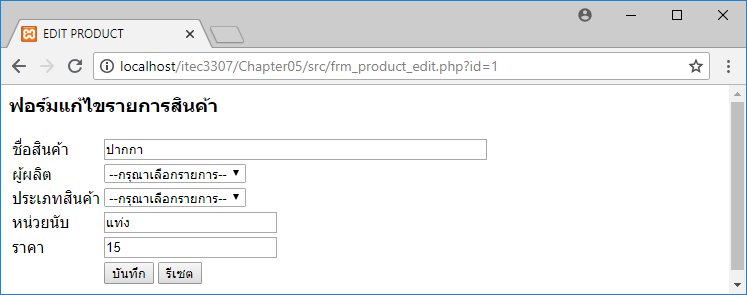 EDIT PRODUCT
localhost/itec3307/Chapter05/src/frm_product_edit.php?id=1
ฟอร์มแก้ไขรายการสินค้า
ชื่อสินค้า ปากกา
ผู้ผลิต --กรุณาเลือกรายการ--
ประเภทสินค้า --กรุณาเลือกรายการ--
หน่วยนับ แท่ง
ราคา 15
บันทึก รีเซต